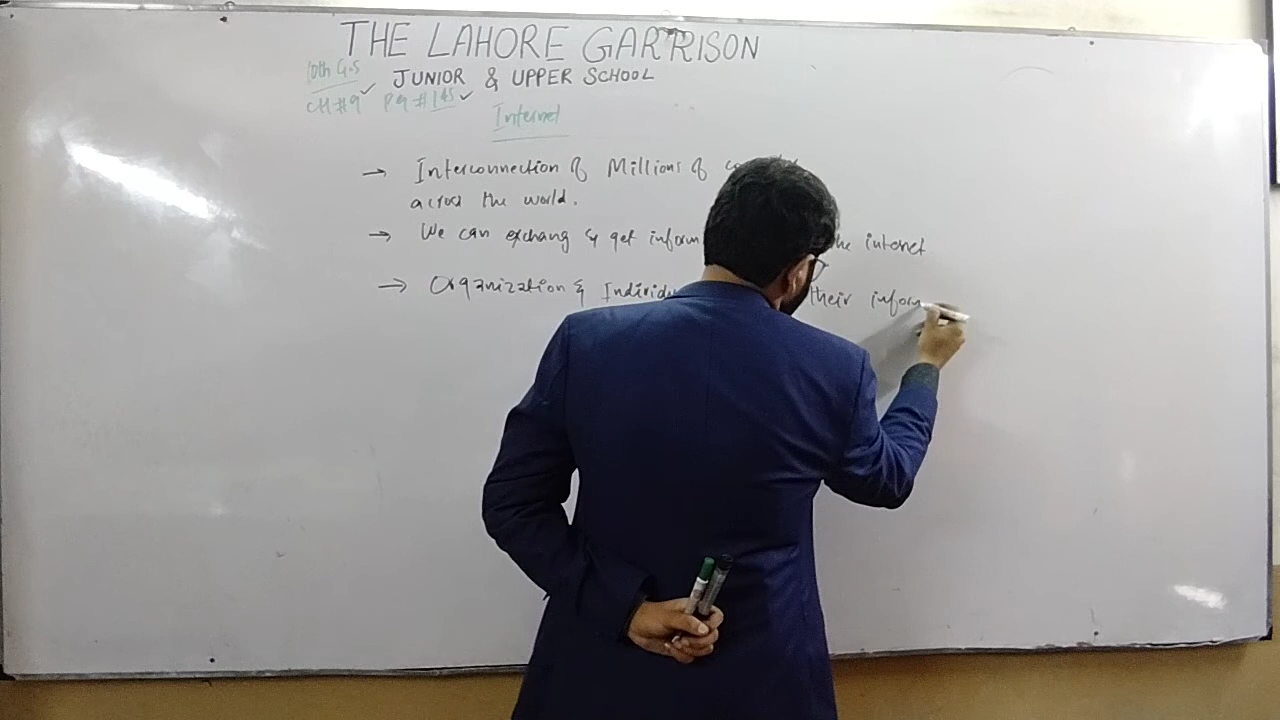 THE LAHORE GARRISON
10th G.S JUNIOR & UPPER SCHOOL
CH#9 Pg #145
Internet
→ Interconnection of Millions of
across the world.
→ We can exchang & get inform the internet
→ Organization & Individu their inform